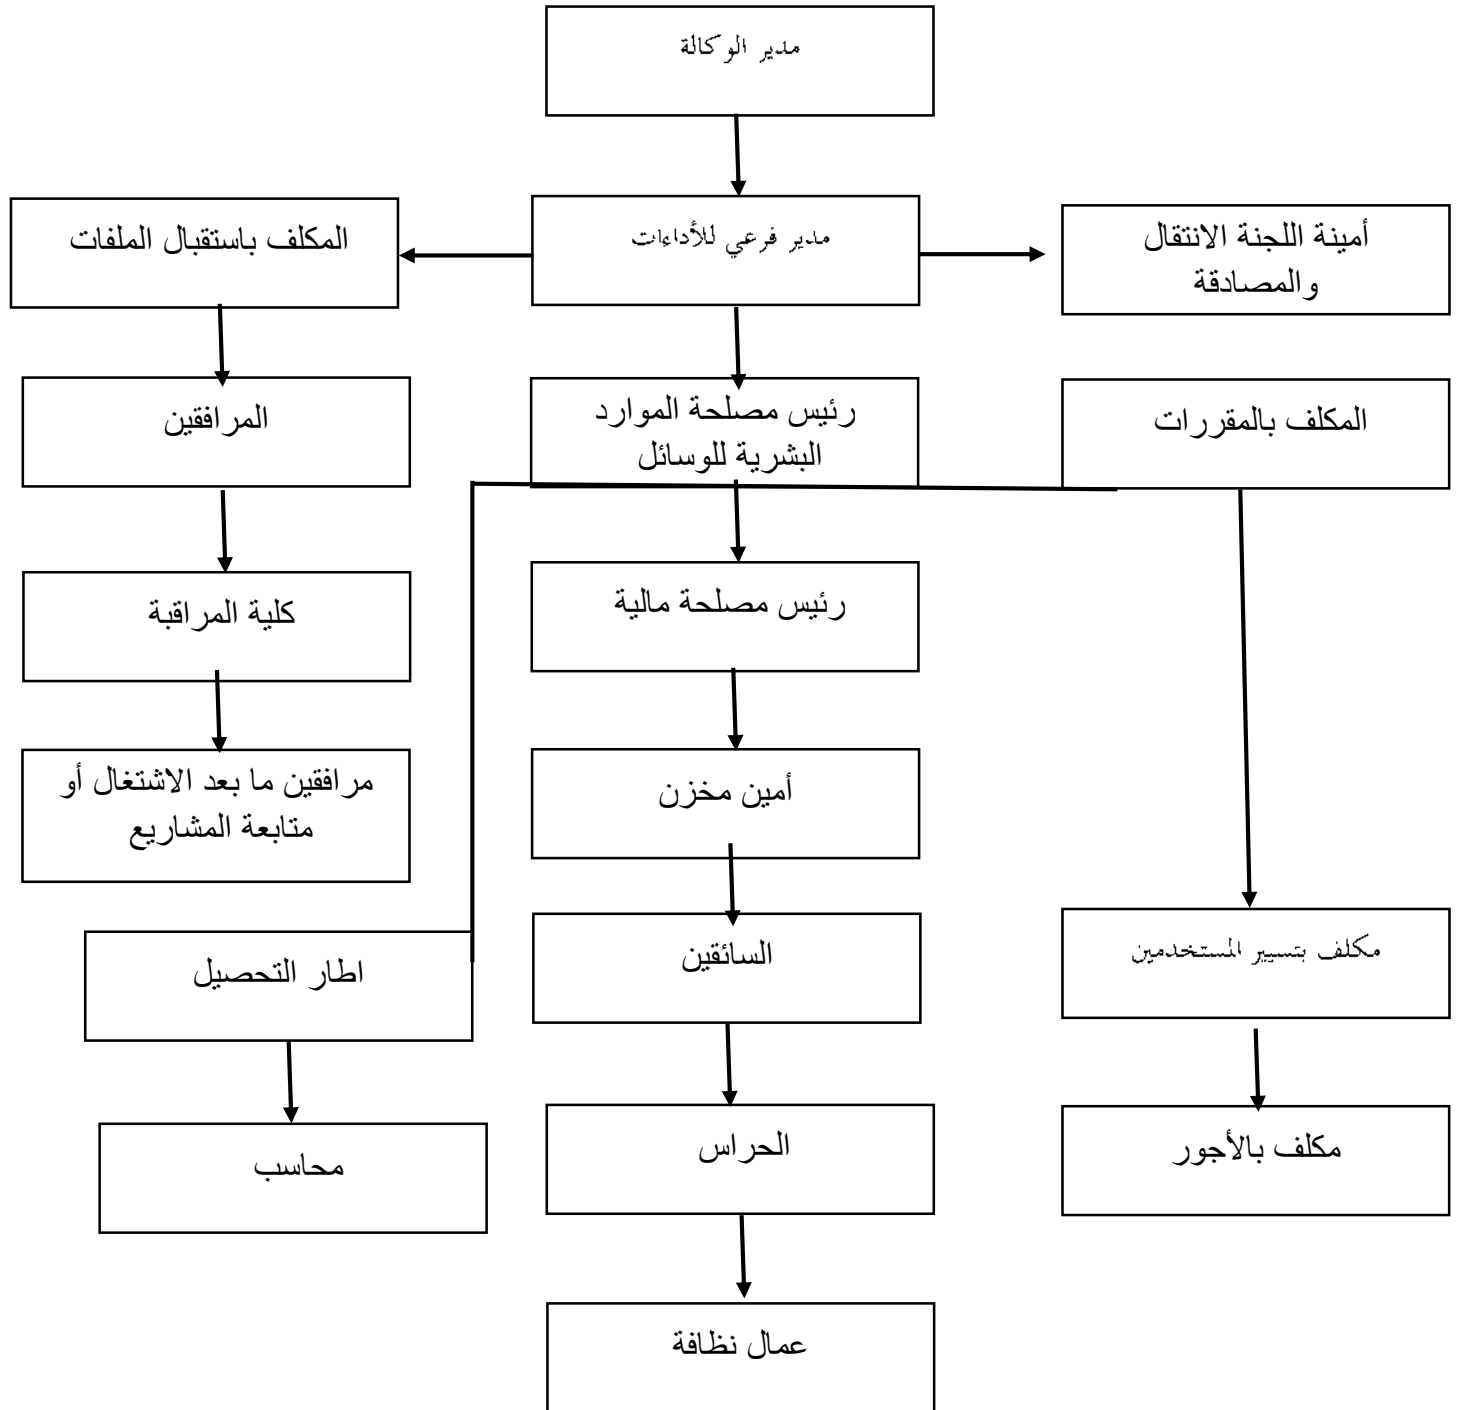 مدير الوكالة
أمينة اللجنة الانتقال
والمصادقة
مدير فرعي للأداءات
المكلف باستقبال الملفات
المكلف بالمقررات
رئيس مصلحة الموارد
البشرية للوسائل
المرافقين
رئيس مصلحة مالية
كلية المراقبة
أمين مخزن
مرافقين ما بعد الاشتغال أو
متابعة المشاريع
مكلف بتسيير المستخدمين
السائقين
اطار التحصيل
مكلف بالأجور
الحراس
محاسب
عمال نظافة